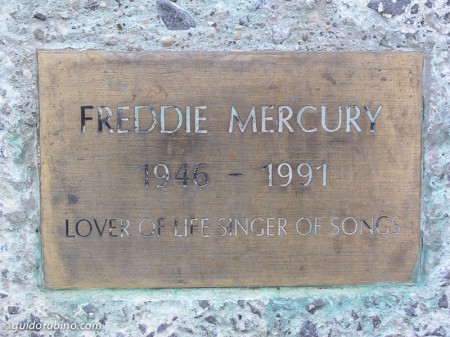 FREDDIE MERCURY
1946 - 1991
LOVER OF LIFE SINGER OF SONGS
© guidorubino.com